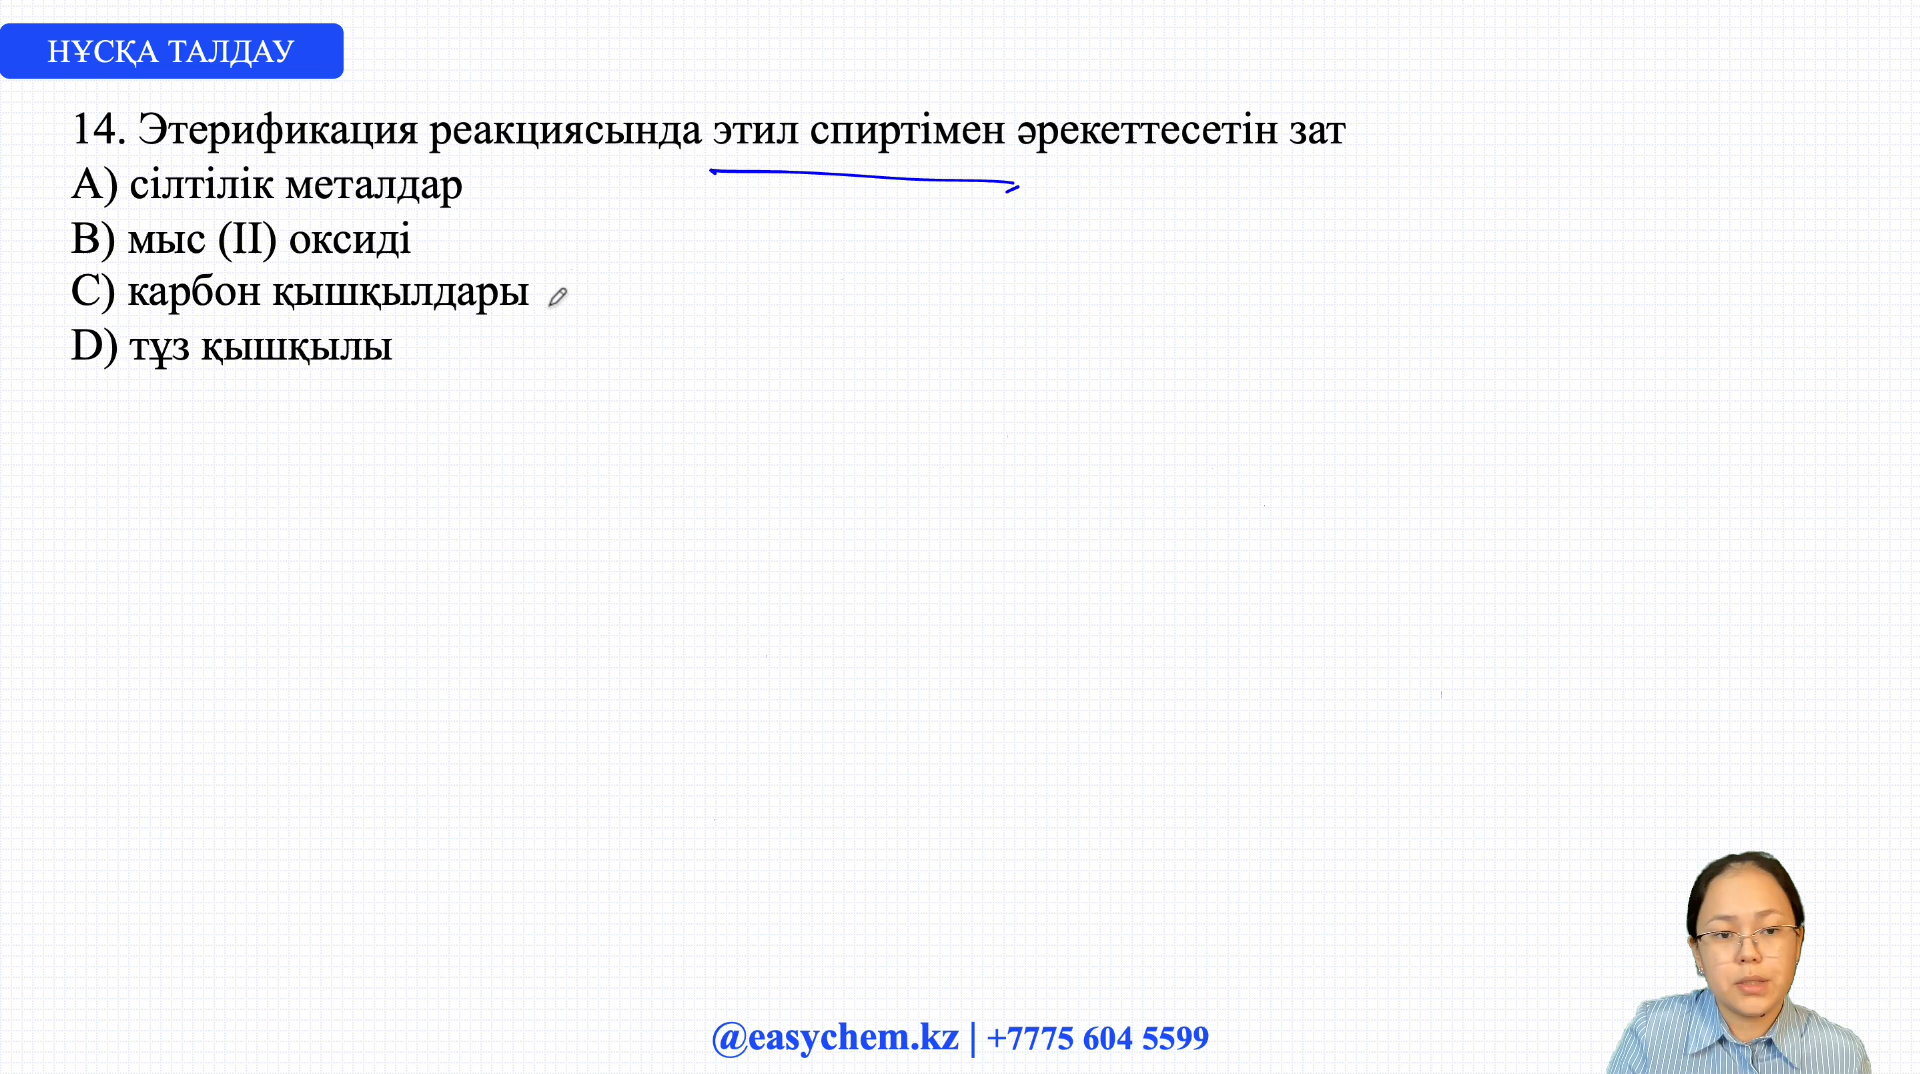 НҰСҚА ТАЛДАУ
14. Этерификация реакциясында этил спиртімен әрекеттесетін зат
A) сілтілік металдар
B) мыс (II) оксиді
C) карбон қышқылдары
D) тұз қышқылы
@easychem.kz | +7775 604 5599